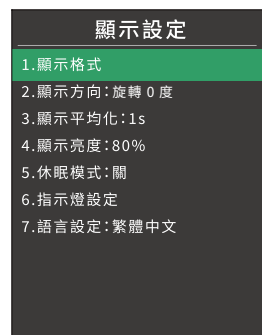 顯示設定
1.顯示格式
2.顯示方向:旋轉0度
3.顯示平均化:1s
4.顯示亮度:80%
5.休眠模式:關
6.指示燈設定
7.語言設定:繁體中文